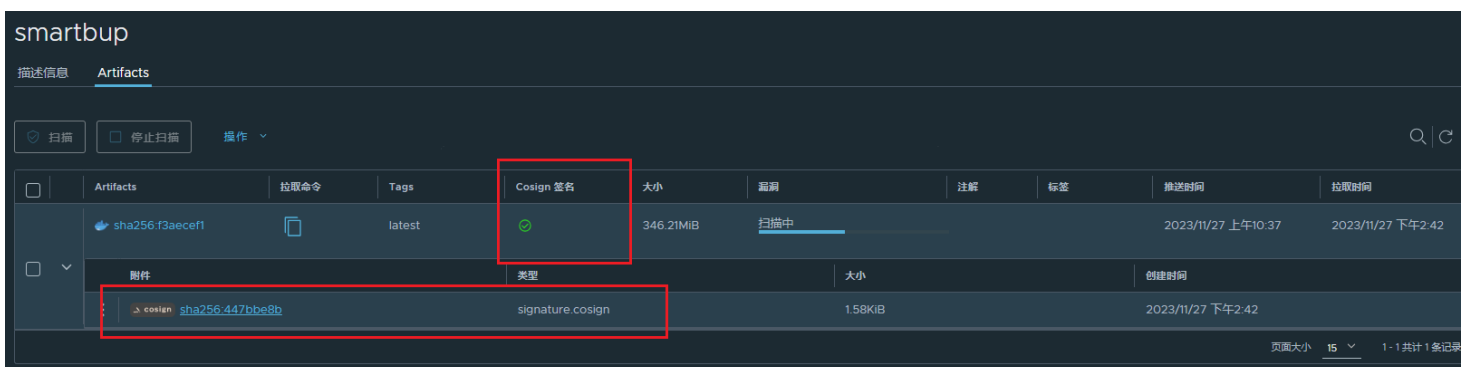 smartbup
描述信息 Artifacts
扫描 停止扫描 操作
Artifacts 拉取命令 Tags Cosign 签名 大小 漏洞 注解 标签 推送时间 拉取时间
sha256:f3aecef1 latest 346.21MiB 扫描中 2023/11/27 上午10:37 2023/11/27 下午2:42
附件 类型 大小 创建时间
cosign sha256:447bbe8b signature.cosign 1.58KiB 2023/11/27 下午2:42
页面大小 15 1 - 1 共计 1 条记录